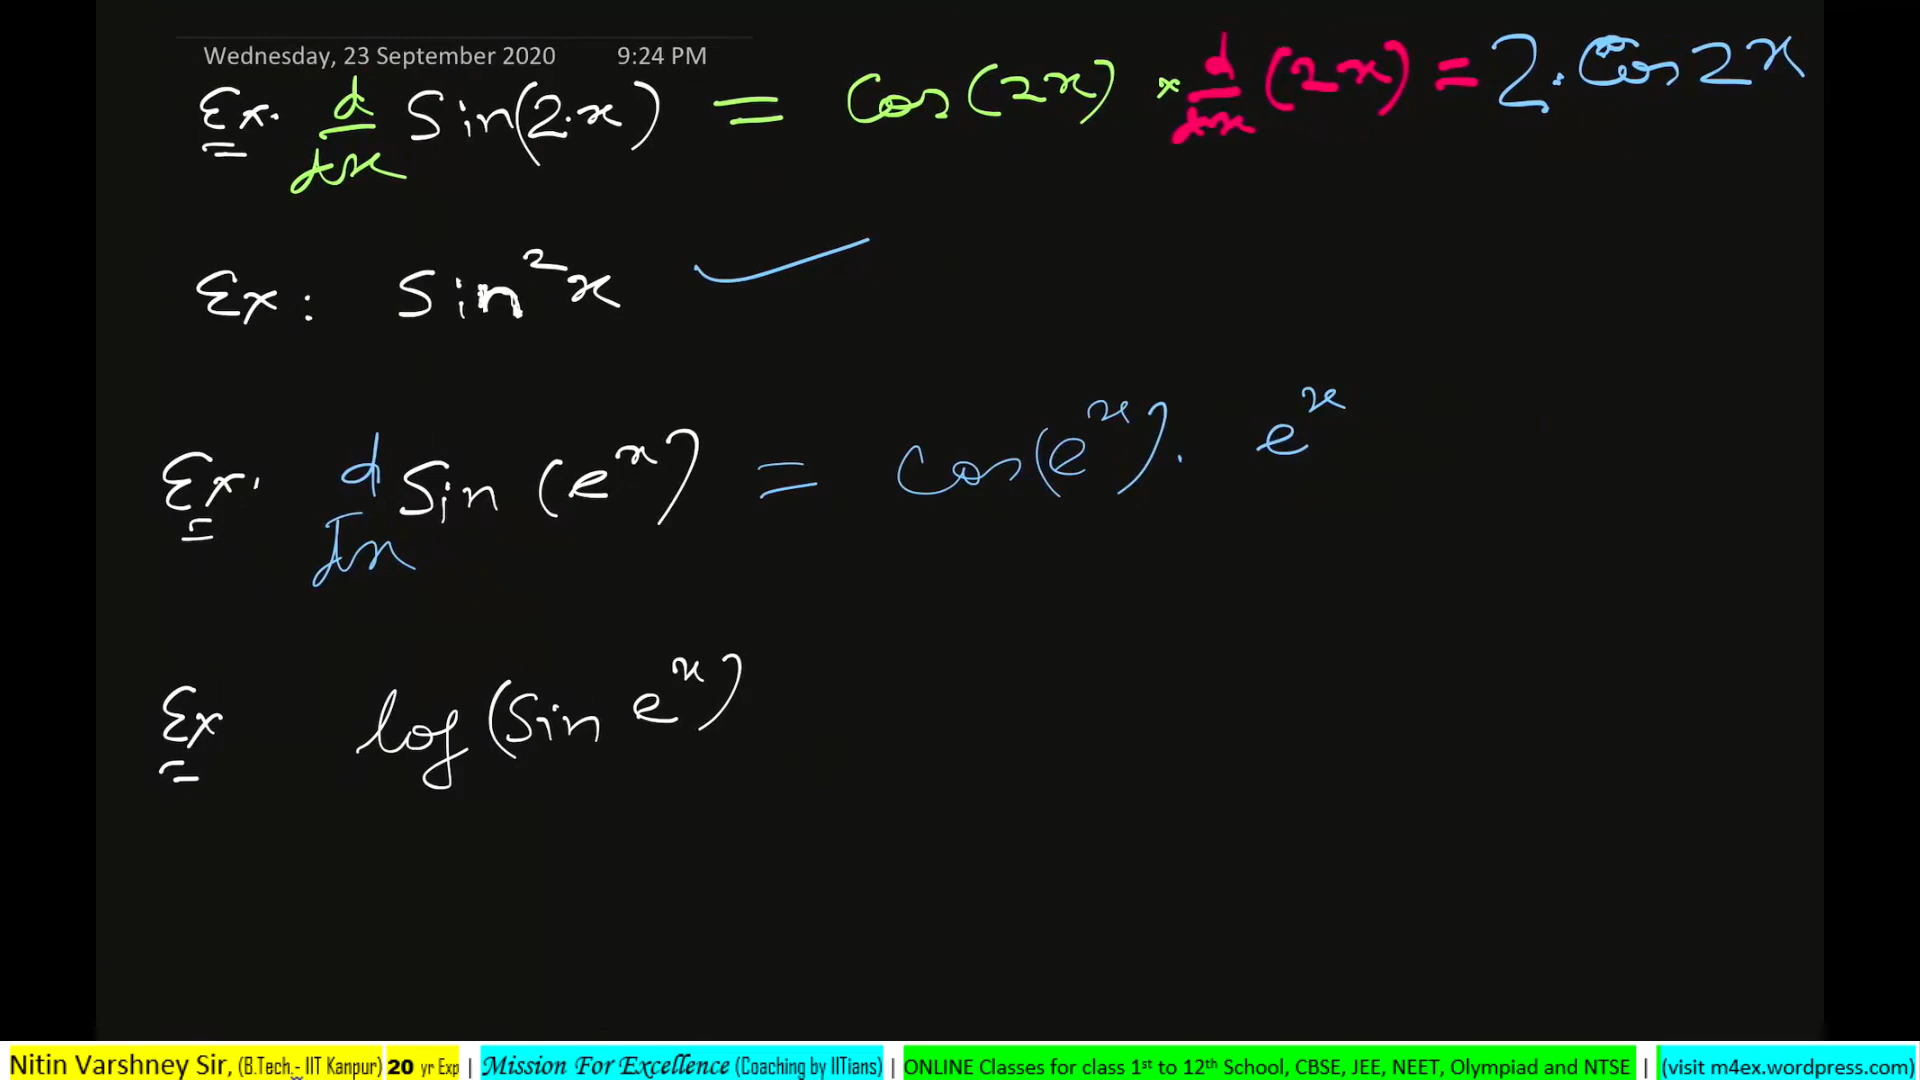 Wednesday, 23 September 2020 9:24 PM
Ex. d/dx Sin(2·x) = Cos(2x) × d/dx (2x) = 2·Cos2x
Ex: Sin²x
Ex. d/dx Sin(eˣ) = Cos(eˣ). eˣ
Ex log(Sin eˣ)
Nitin Varshney Sir, (B.Tech.- IIT Kanpur) 20 yr Exp | Mission For Excellence (Coaching by IITians) | ONLINE Classes for class 1st to 12th School, CBSE, JEE, NEET, Olympiad and NTSE | (visit m4ex.wordpress.com)